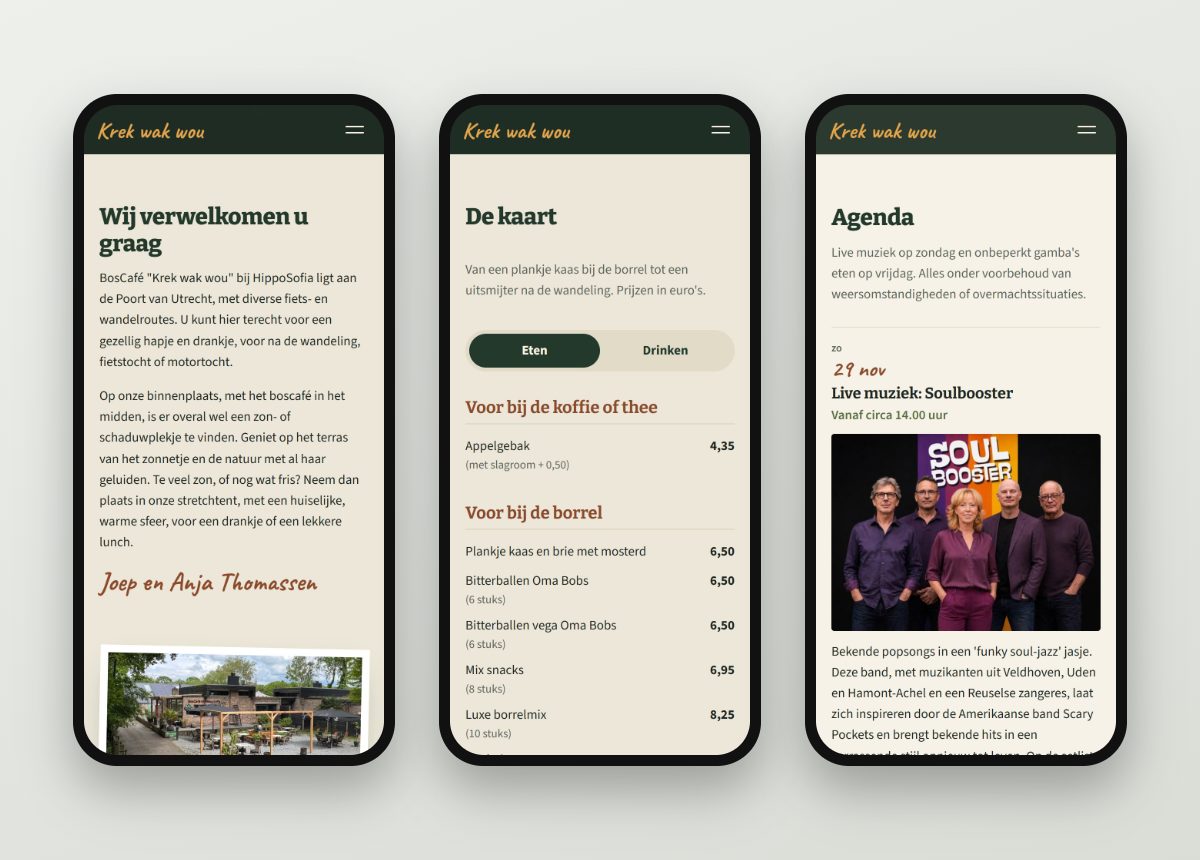 Krek wak wou
Wij verwelkomen u
graag
BosCafé "Krek wak wou" bij HippoSofia ligt aan
de Poort van Utrecht, met diverse fiets- en
wandelroutes. U kunt hier terecht voor een
gezellig hapje en drankje, voor na de wandeling,
fietstocht of motortocht.
Op onze binnenplaats, met het boscafé in het
midden, is er overal wel een zon- of
schaduwplekje te vinden. Geniet op het terras
van het zonnetje en de natuur met al haar
geluiden. Te veel zon, of nog wat fris? Neem dan
plaats in onze stretchtent, met een huiselijke,
warme sfeer, voor een drankje of een lekkere
lunch.
Joep en Anja Thomassen
Krek wak wou
De kaart
Van een plankje kaas bij de borrel tot een
uitsmijter na de wandeling. Prijzen in euro's.
Eten Drinken
Voor bij de koffie of thee
Appelgebak 4,35
(met slagroom + 0,50)
Voor bij de borrel
Plankje kaas en brie met mosterd 6,50
Bitterballen Oma Bobs 6,50
(6 stuks)
Bitterballen vega Oma Bobs 6,50
(6 stuks)
Mix snacks 6,95
(8 stuks)
Luxe borrelmix 8,25
(10 stuks)
Krek wak wou
Agenda
Live muziek op zondag en onbeperkt gamba's
eten op vrijdag. Alles onder voorbehoud van
weersomstandigheden of overmachtssituaties.
zo
29 nov
Live muziek: Soulbooster
Vanaf circa 14.00 uur
SOUL
BOOSTER
Bekende popsongs in een 'funky soul-jazz' jasje.
Deze band, met muzikanten uit Veldhoven, Uden
en Hamont-Achel en een Reuselse zangeres, laat
zich inspireren door de Amerikaanse band Scary
Pockets en brengt bekende hits in een